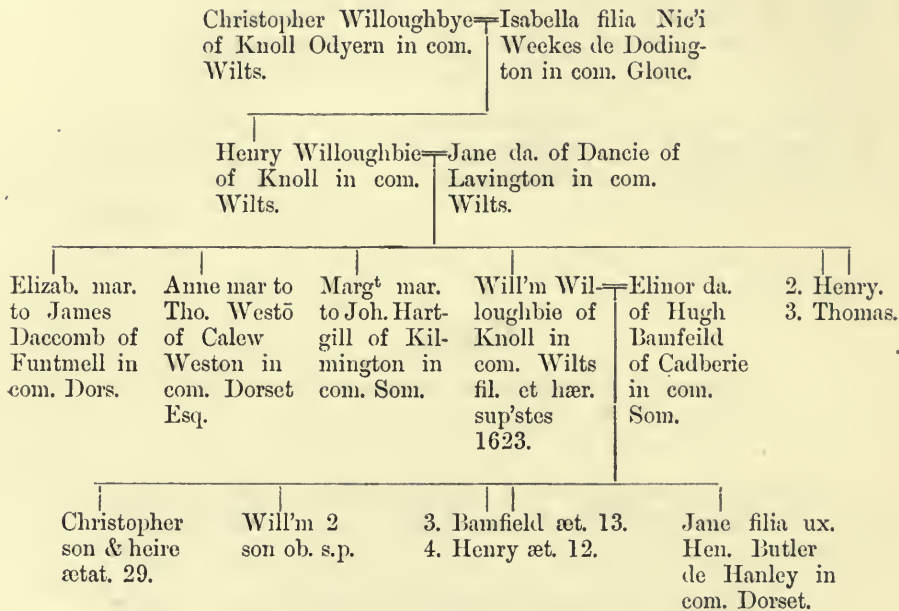 Christopher Willoughbye
of Knoll Odyern in com.
Wilts.
Isabella filia Nic'i
Weekes de Doding-
ton in com. Glouc.
Henry Willoughbie
of Knoll in com.
Wilts.
Jane da. of Dancie of
Lavington in com.
Wilts.
Elizab. mar.
to James
Daccomb of
Funtmell in
com. Dors.
Anne mar to
Tho. Westō
of Calew
Weston in
com. Dorset
Esq.
Margt mar.
to Joh. Hart-
gill of Kil-
mington in
com. Som.
Will'm Wil-
loughbie of
Knoll in
com. Wilts
fil. et hær.
sup'stes
1623.
Elinor da.
of Hugh
Bamfeild
of Cadberie
in com.
Som.
2. Henry.
3. Thomas.
Christopher
son & heire
ætat. 29.
Will'm 2
son ob. s.p.
3. Bamfield æt. 13.
4. Henry æt. 12.
Jane filia ux.
Hen. Butler
de Hanley in
com. Dorset.